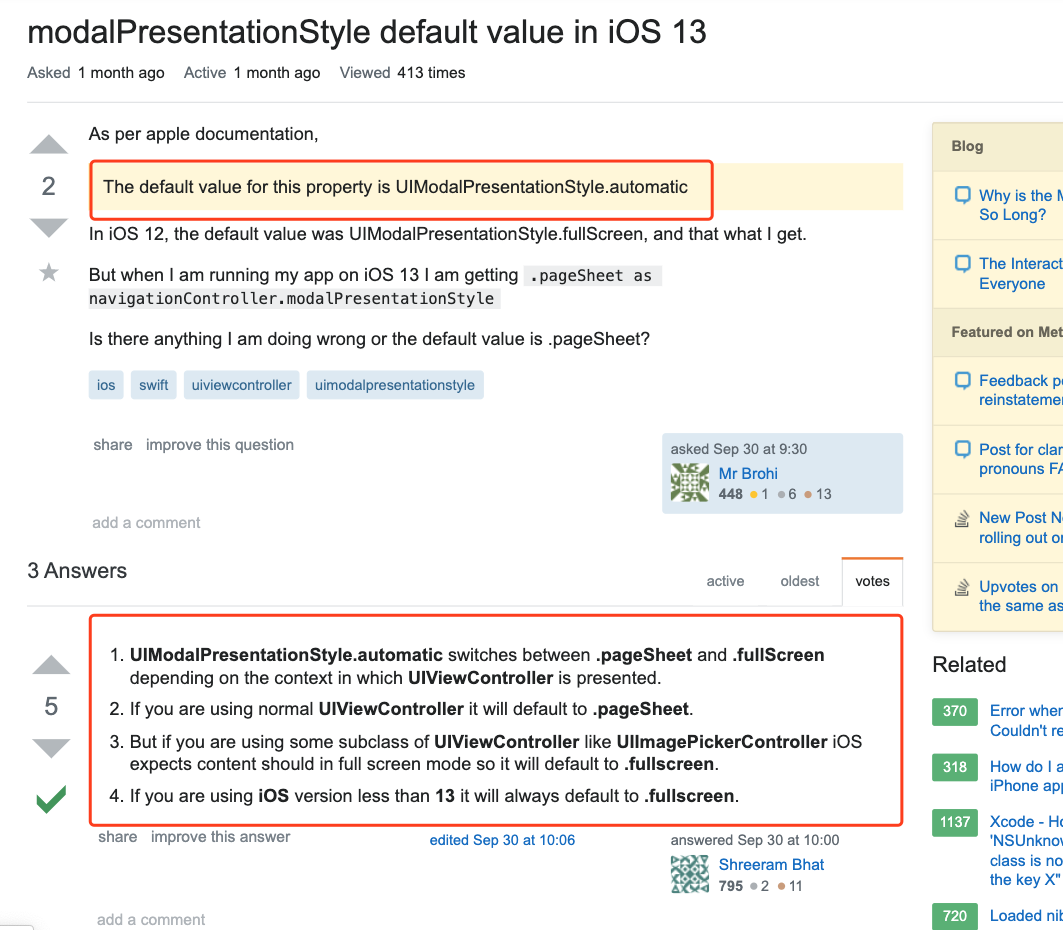 modalPresentationStyle default value in iOS 13
Asked 1 month ago Active 1 month ago Viewed 413 times
As per apple documentation,
2
The default value for this property is UIModalPresentationStyle.automatic
In iOS 12, the default value was UIModalPresentationStyle.fullScreen, and that what I get.
But when I am running my app on iOS 13 I am getting .pageSheet as
navigationController.modalPresentationStyle
Is there anything I am doing wrong or the default value is .pageSheet?
ios swift uiviewcontroller uimodalpresentationstyle
share improve this question
asked Sep 30 at 9:30
Mr Brohi
448 1 6 13
add a comment
3 Answers
active oldest votes
5
1. UIModalPresentationStyle.automatic switches between .pageSheet and .fullScreen
depending on the context in which UIViewController is presented.
2. If you are using normal UIViewController it will default to .pageSheet.
3. But if you are using some subclass of UIViewController like UIImagePickerController iOS
expects content should in full screen mode so it will default to .fullscreen.
4. If you are using iOS version less than 13 it will always default to .fullscreen.
share improve this answer
edited Sep 30 at 10:06
answered Sep 30 at 10:00
Shreeram Bhat
795 2 11
add a comment
Blog
Why is the
So Long?
The Interact
Everyone
Featured on Met
Feedback
reinstateme
Post for clar
pronouns FA
New Post N
rolling out
Upvotes on
the same as
Related
370 Error when
Couldn't re
318 How do I a
iPhone app
1137 Xcode - Ho
'NSUnknow
class is no
the key X"
720 Loaded nib